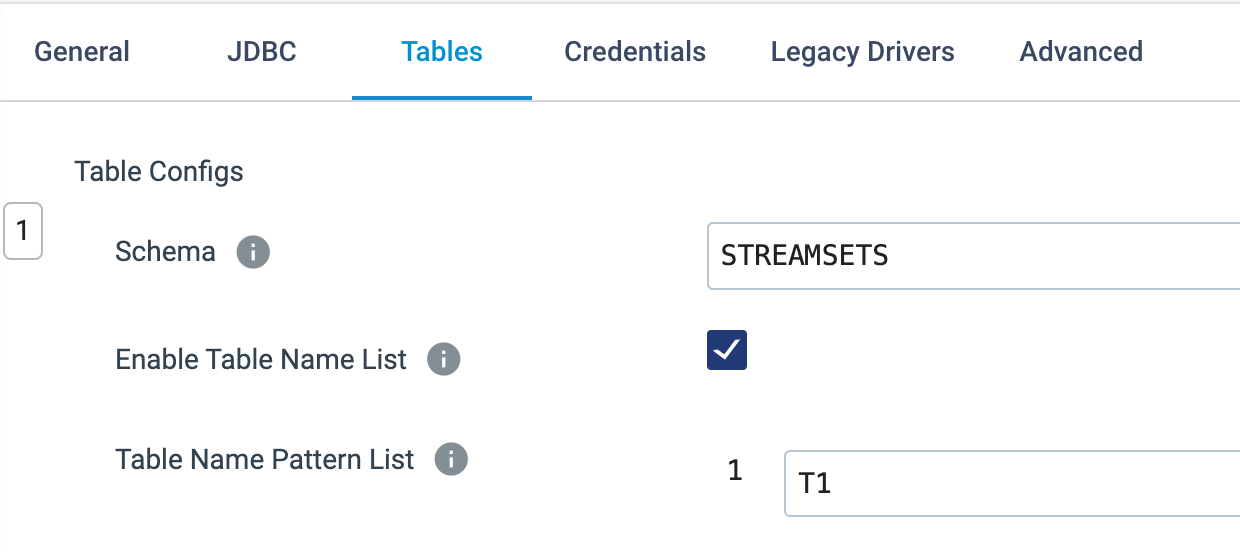 General JDBC Tables Credentials Legacy Drivers Advanced
Table Configs
1
Schema i STREAMSETS
Enable Table Name List i
Table Name Pattern List i 1 T1